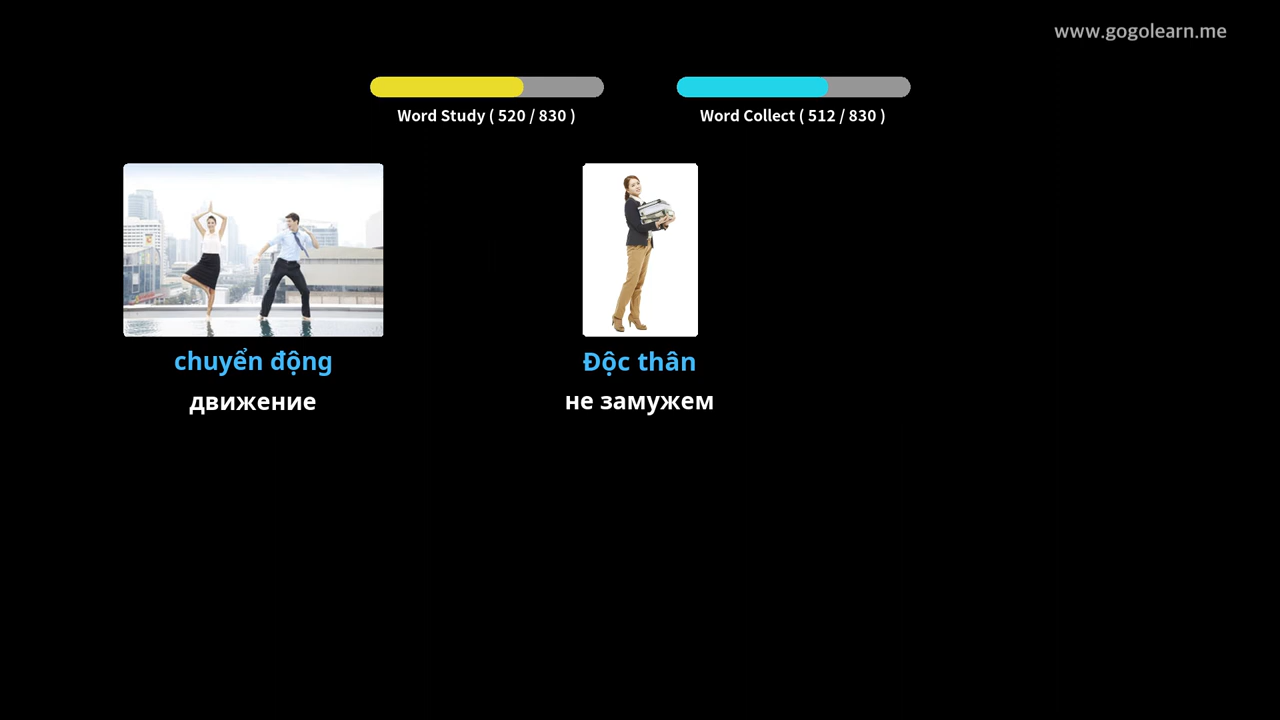 www.gogolearn.me
Word Study ( 520 / 830 )
Word Collect ( 512 / 830 )
chuyển động
движение
Độc thân
не замужем